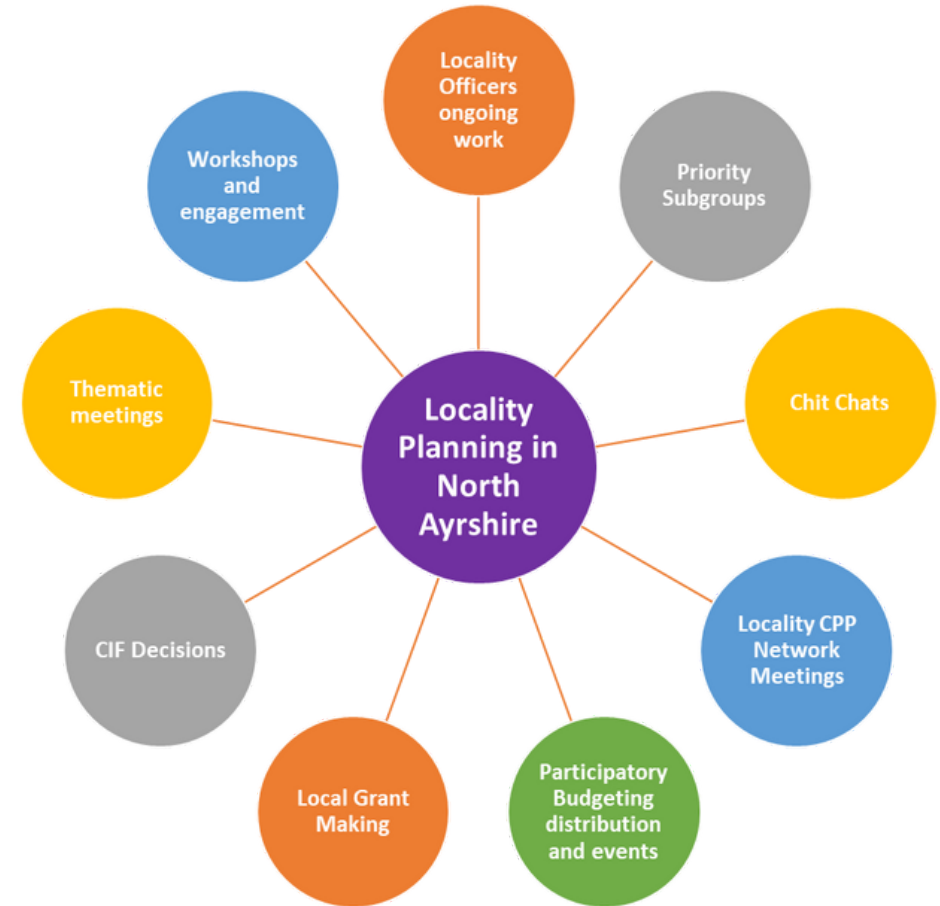 Locality
Officers
ongoing
work
Priority
Subgroups
Chit Chats
Locality CPP
Network
Meetings
Participatory
Budgeting
distribution
and events
Local Grant
Making
CIF Decisions
Thematic
meetings
Workshops
and
engagement
Locality
Planning in
North
Ayrshire